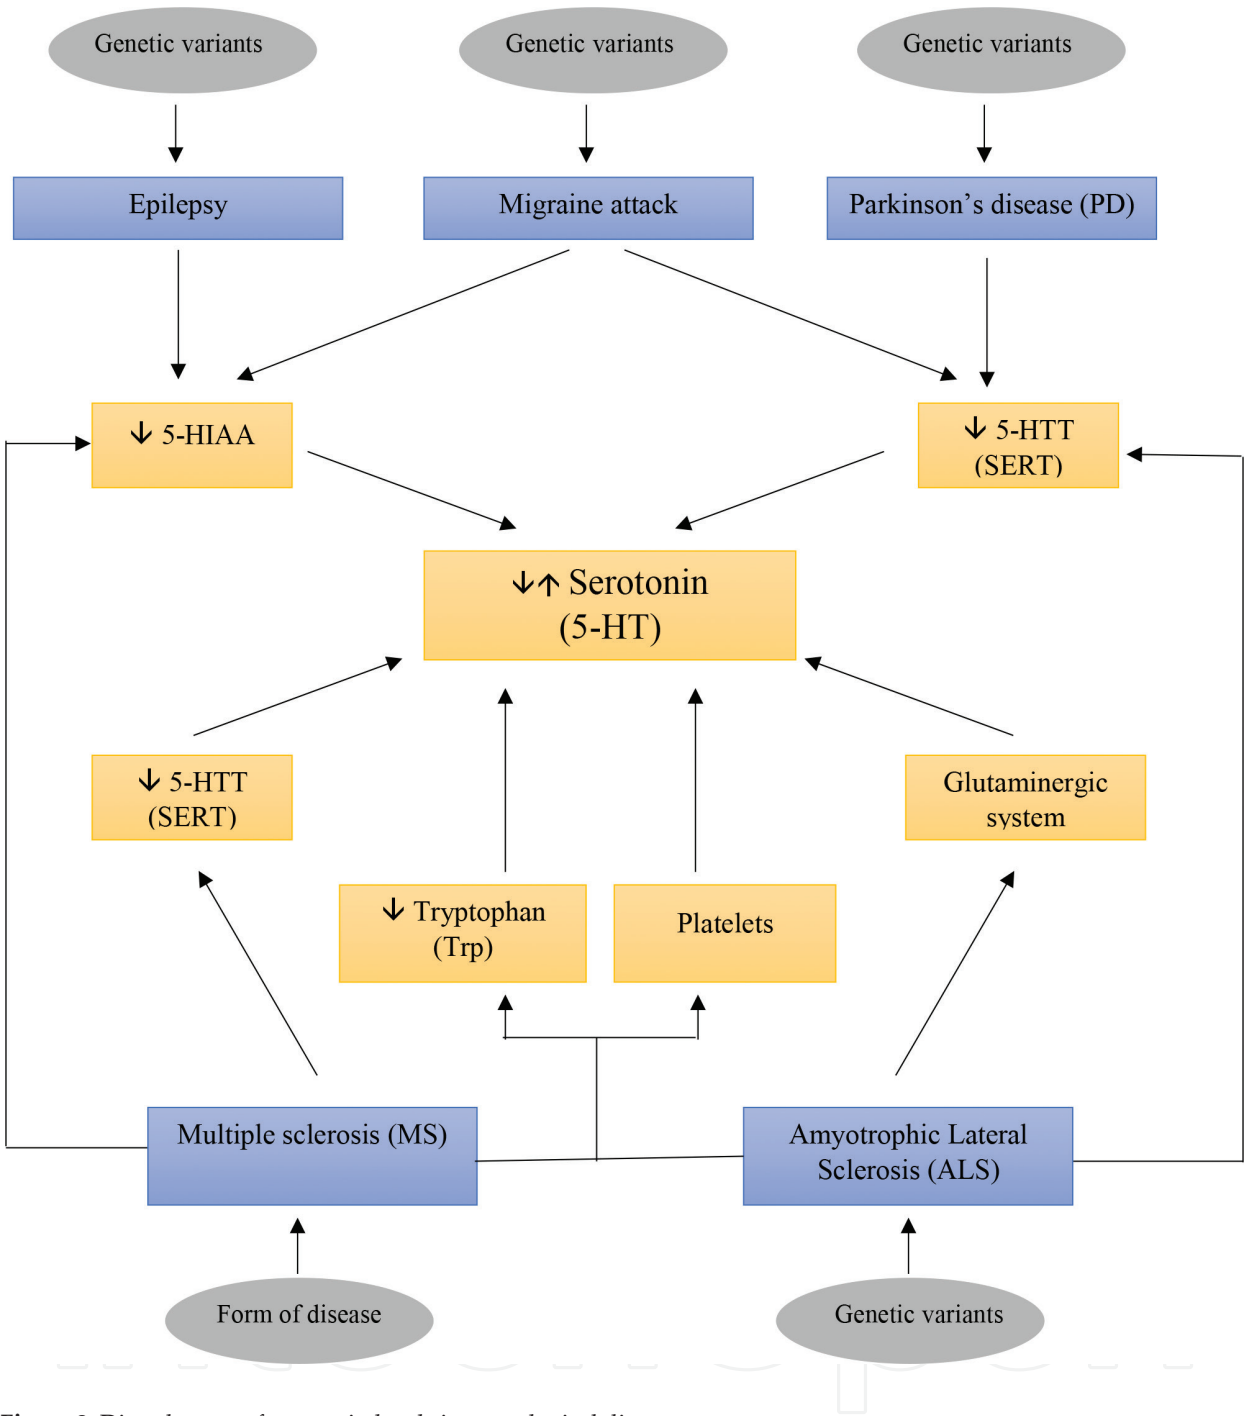 Genetic variants
Genetic variants
Genetic variants
Epilepsy
Migraine attack
Parkinson's disease (PD)
↓ 5-HIAA
↓ 5-HTT
(SERT)
↓↑ Serotonin
(5-HT)
↓ 5-HTT
(SERT)
Glutaminergic
system
↓ Tryptophan
(Trp)
Platelets
Multiple sclerosis (MS)
Amyotrophic Lateral
Sclerosis (ALS)
Form of disease
Genetic variants